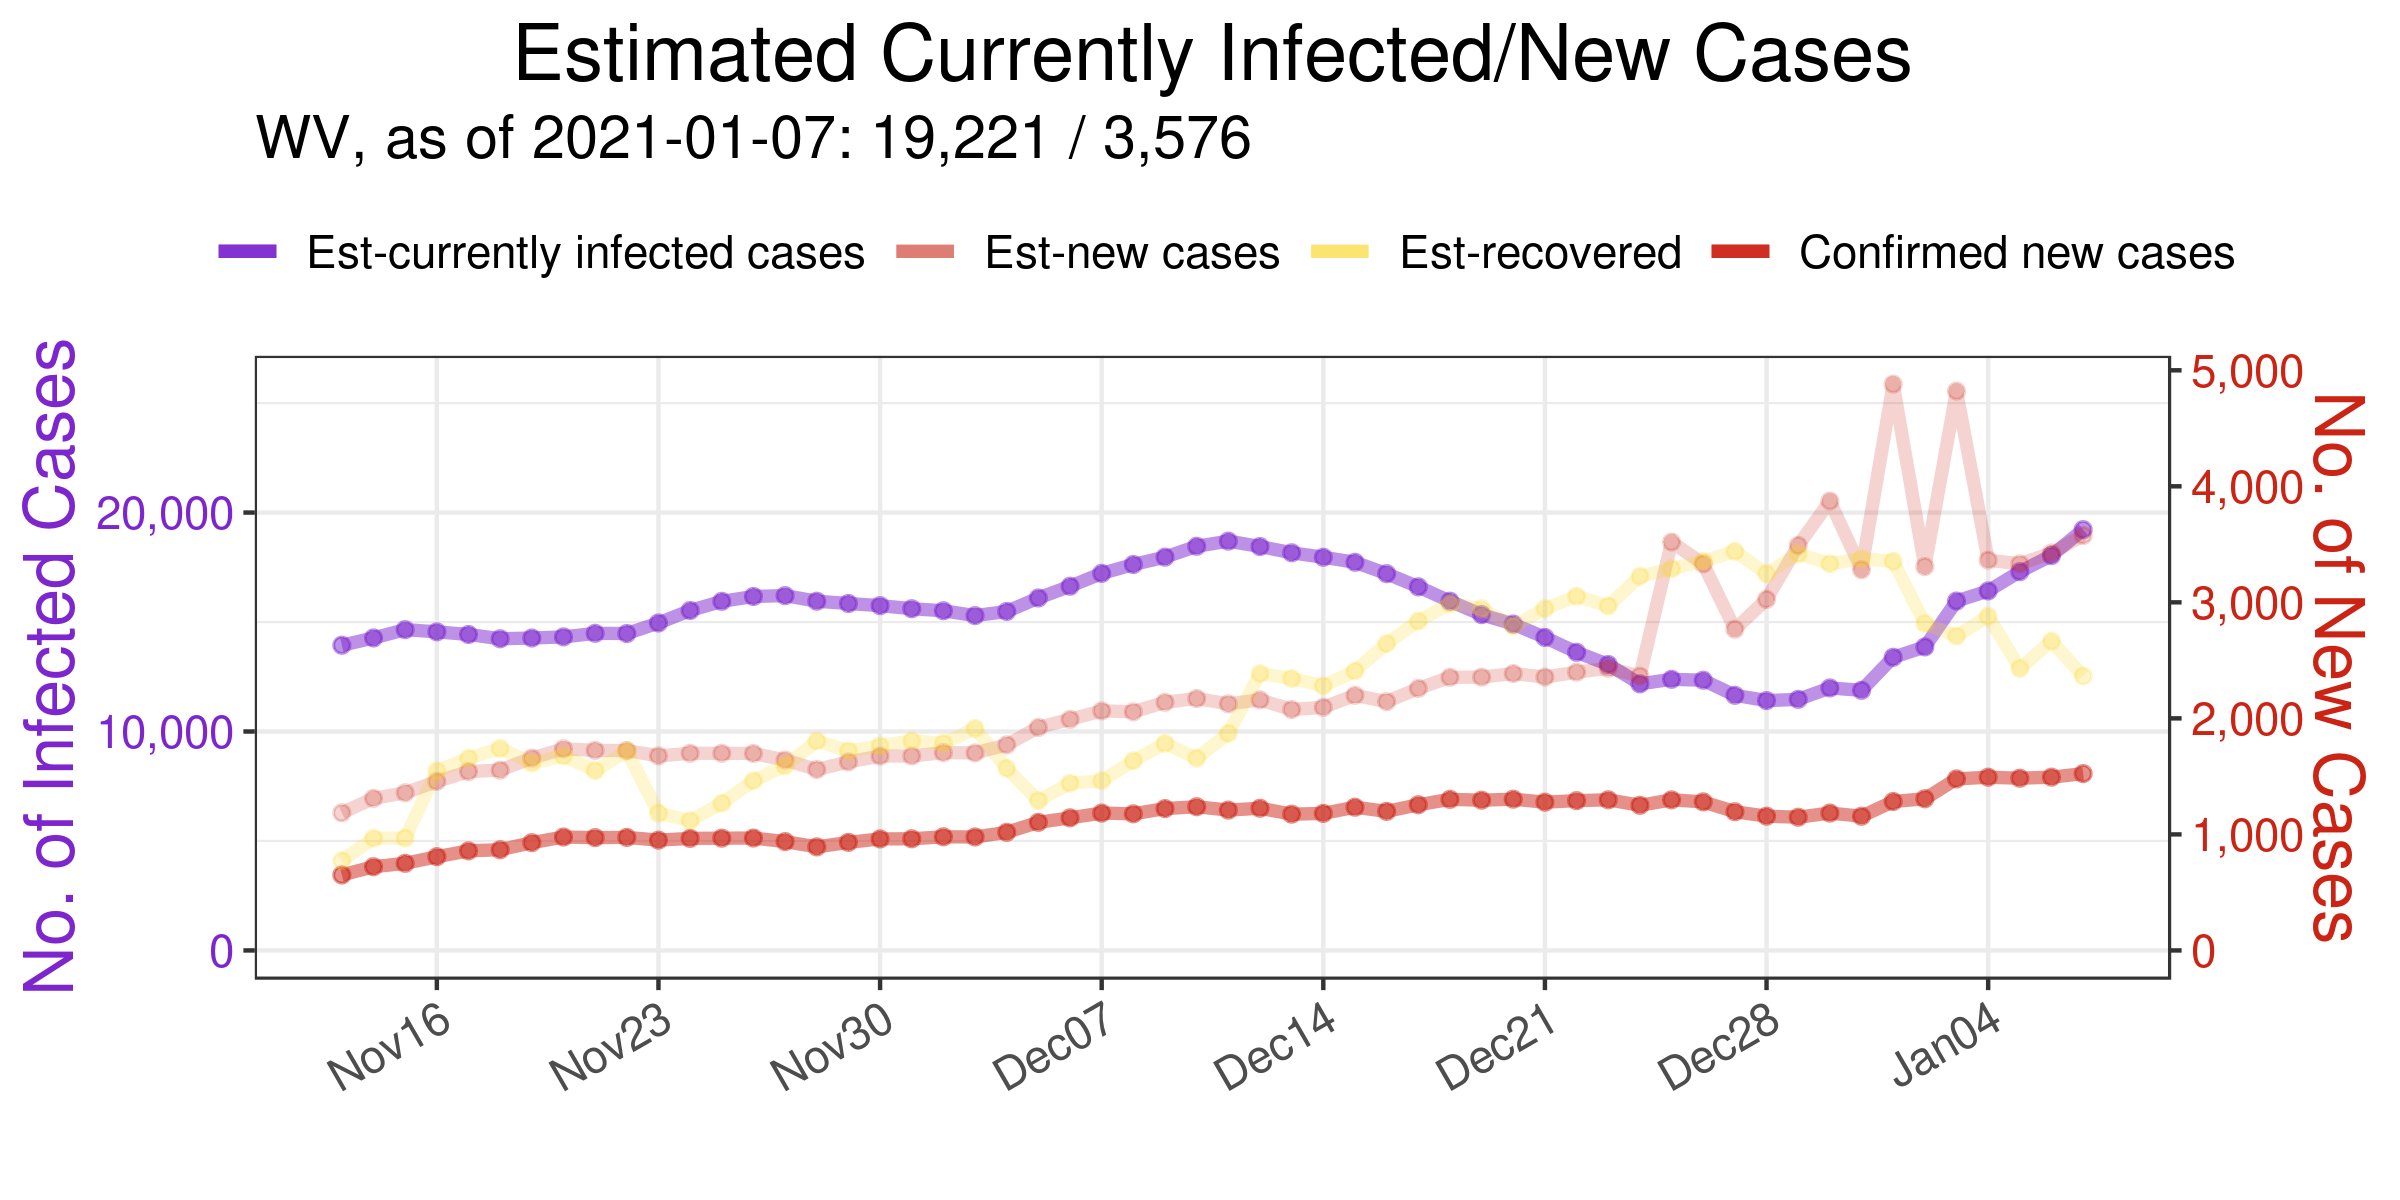 Estimated Currently Infected/New Cases
WV, as of 2021-01-07: 19,221 / 3,576
Est-currently infected cases Est-new cases Est-recovered Confirmed new cases
No. of Infected Cases
20,000
10,000
0
5,000
4,000
3,000
2,000
1,000
0
No. of New Cases
Nov16 Nov23 Nov30 Dec07 Dec14 Dec21 Dec28 Jan04